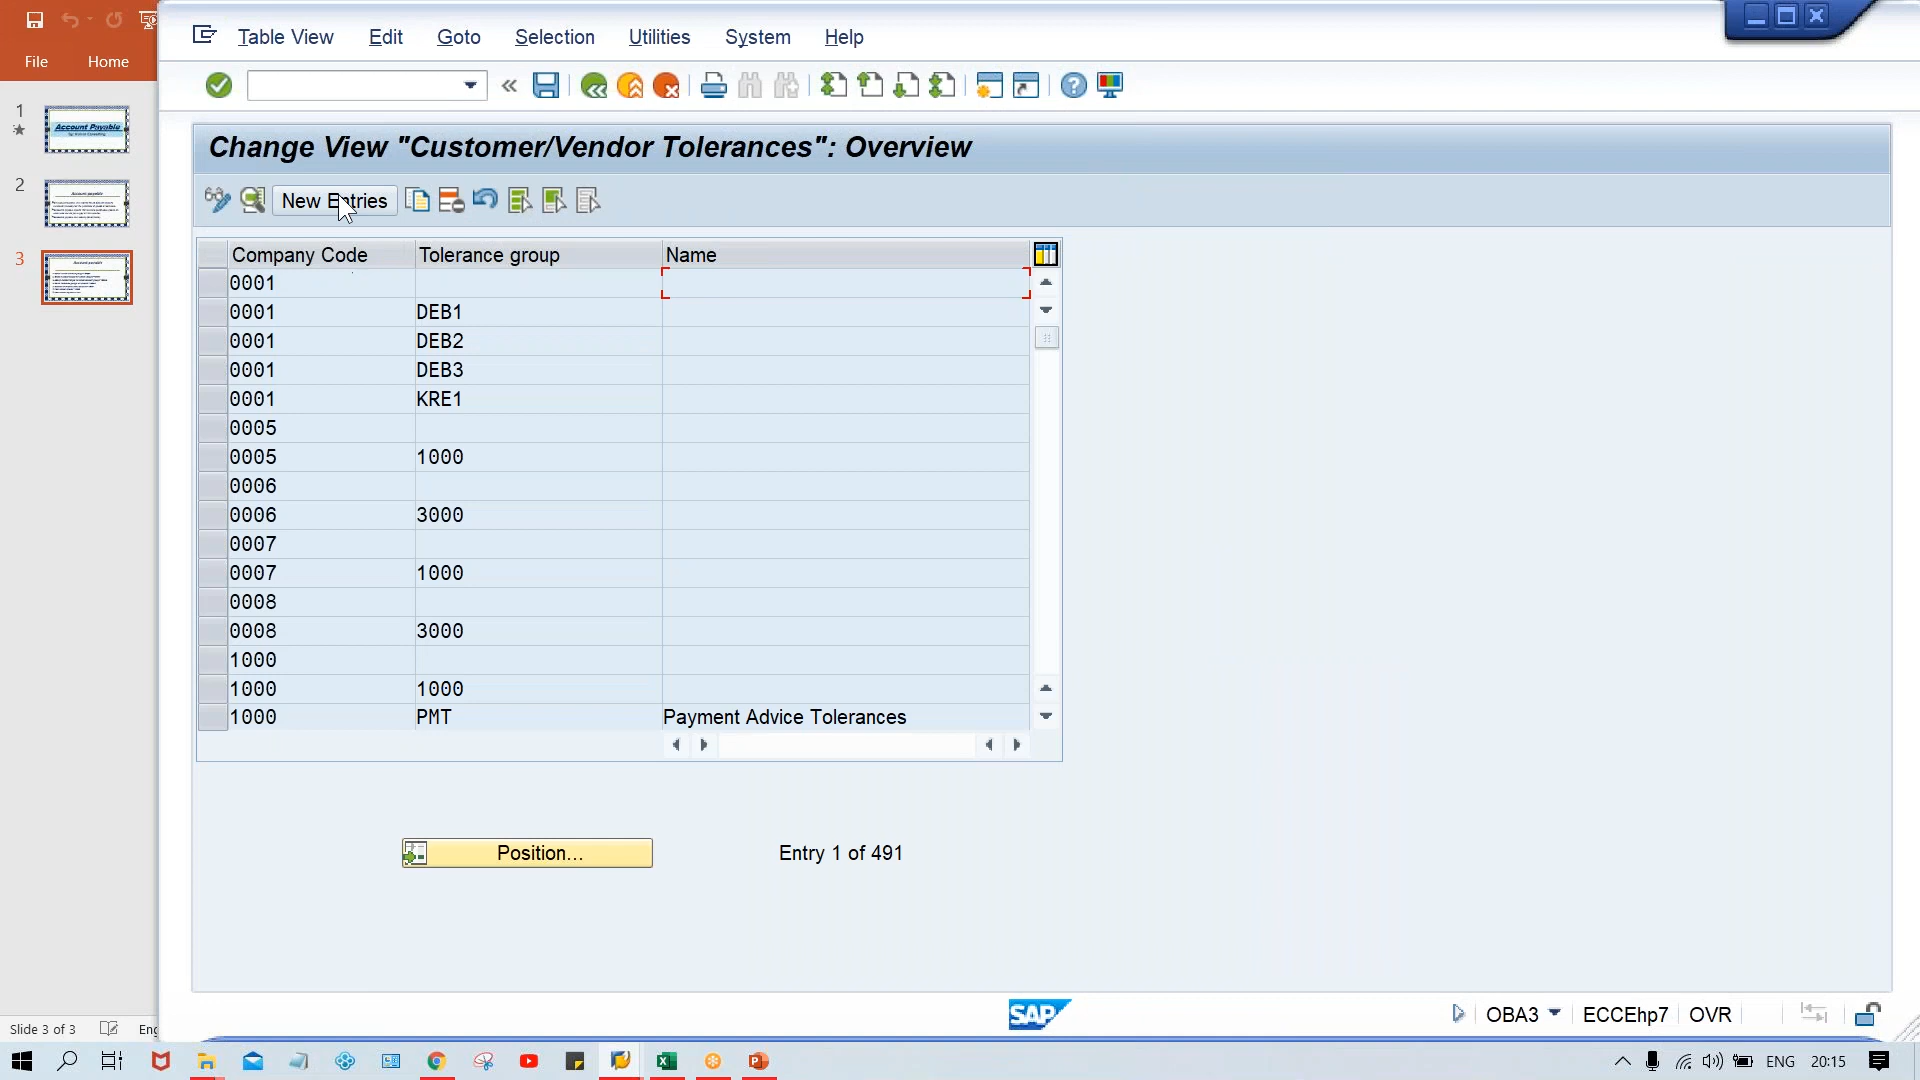 File Home
1
Account Payable
2
3
Slide 3 of 3
Table View Edit Goto Selection Utilities System Help
Change View "Customer/Vendor Tolerances": Overview
New Entries
Company Code Tolerance group Name
0001
0001 DEB1
0001 DEB2
0001 DEB3
0001 KRE1
0005
0005 1000
0006
0006 3000
0007
0007 1000
0008
0008 3000
1000
1000 1000
1000 PMT Payment Advice Tolerances
Position...
Entry 1 of 491
SAP
OBA3 ECCEhp7 OVR
ENG 20:15